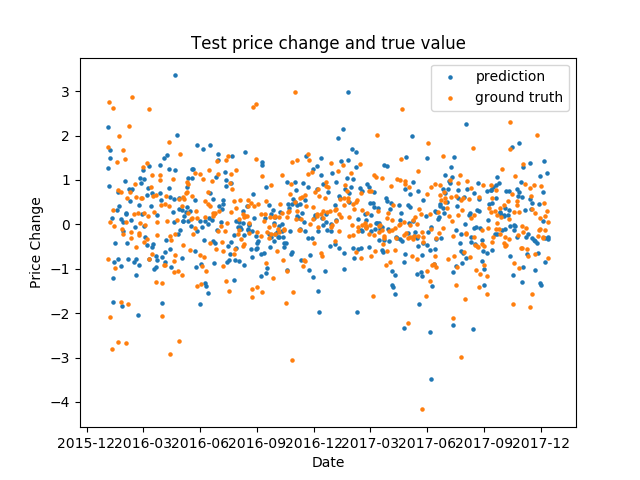 Test price change and true value
prediction
ground truth
3
2
1
0
−1
−2
−3
−4
Price Change
2015-12 2016-03 2016-06 2016-09 2016-12 2017-03 2017-06 2017-09 2017-12
Date